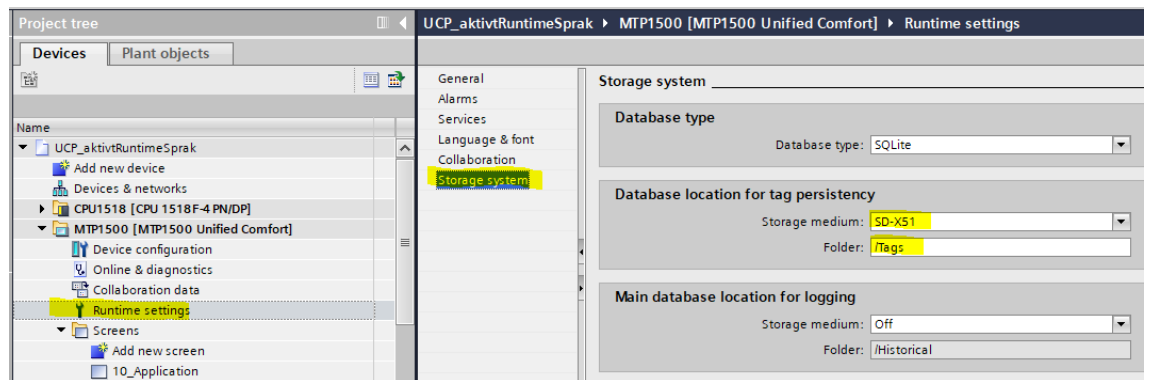 Project tree
UCP_aktivtRuntimeSprak ▸ MTP1500 [MTP1500 Unified Comfort] ▸ Runtime settings
Devices
Plant objects
Name
UCP_aktivtRuntimeSprak
Add new device
Devices & networks
CPU1518 [CPU 1518F-4 PN/DP]
MTP1500 [MTP1500 Unified Comfort]
Device configuration
Online & diagnostics
Collaboration data
Runtime settings
Screens
Add new screen
10_Application
General
Alarms
Services
Language & font
Collaboration
Storage system
Storage system
Database type
Database type: SQLite
Database location for tag persistency
Storage medium: SD-X51
Folder: /Tags
Main database location for logging
Storage medium: Off
Folder: /Historical